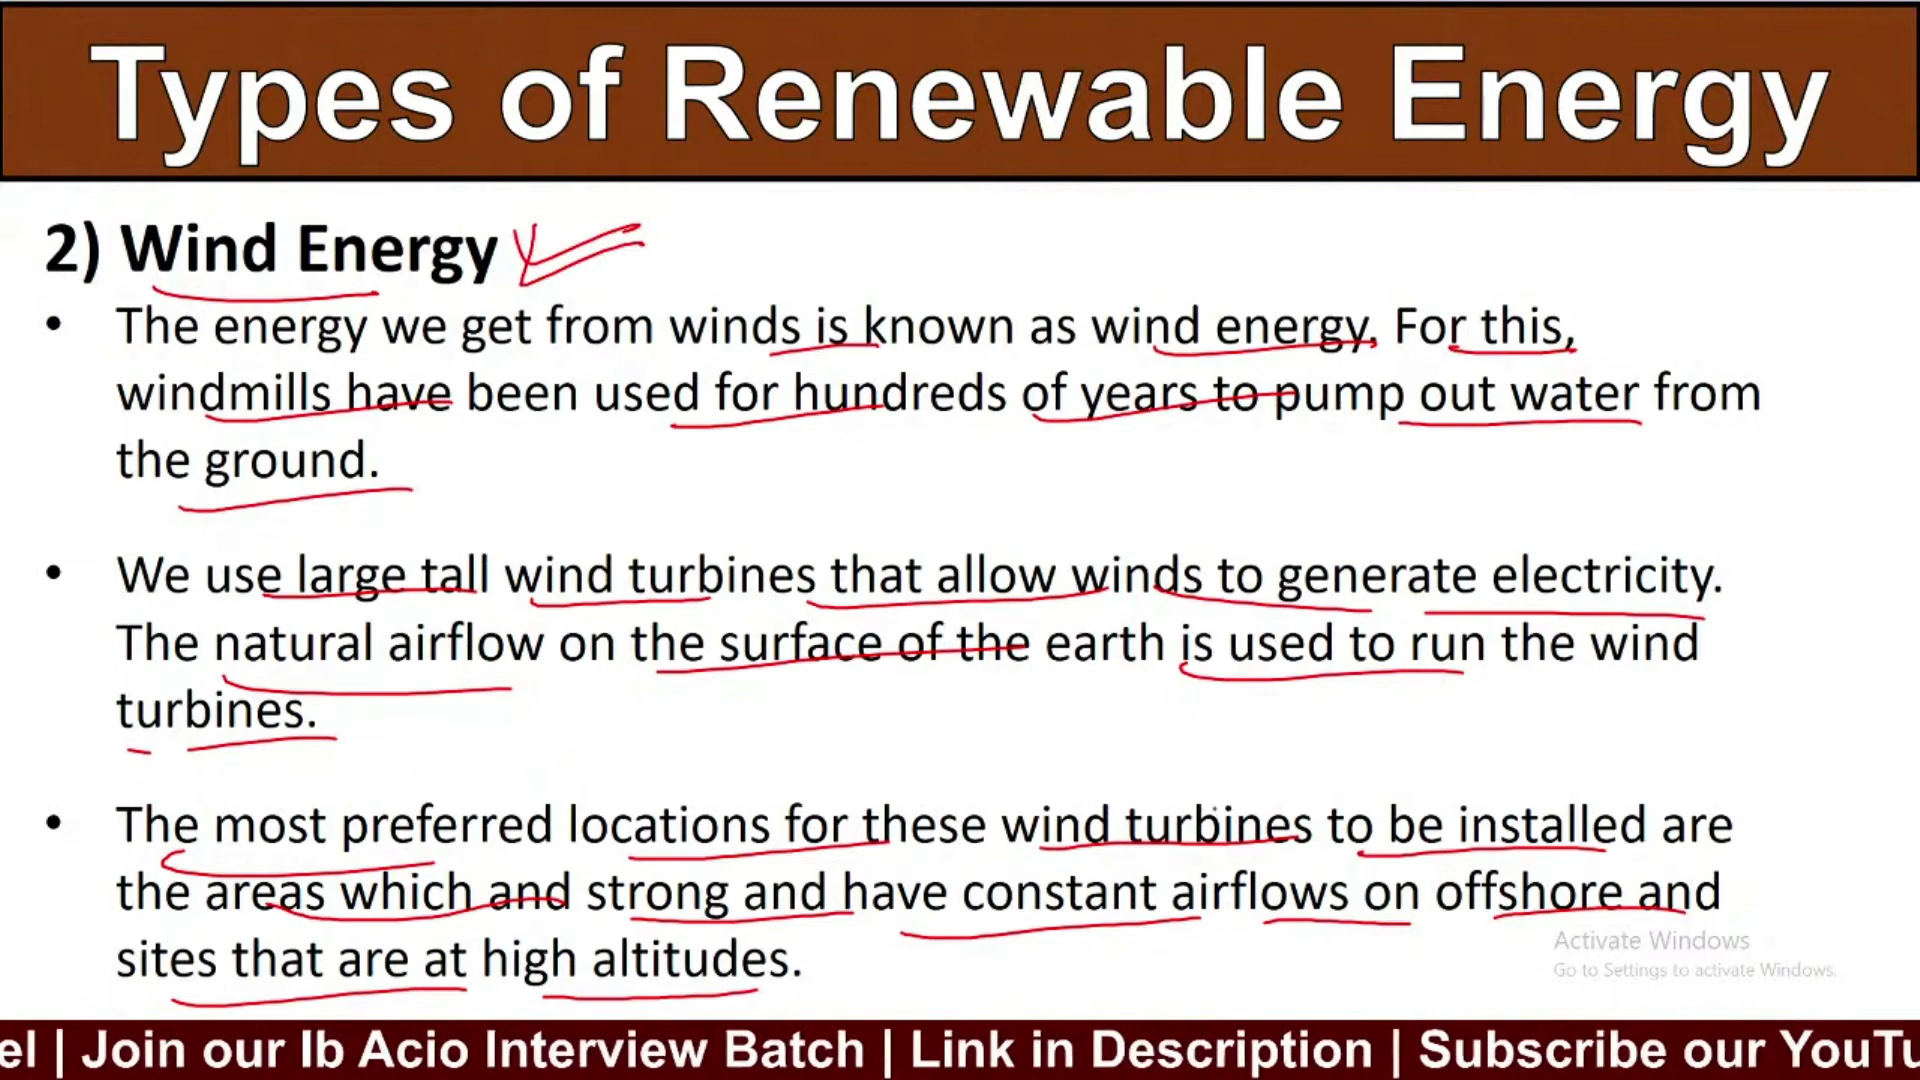 Types of Renewable Energy
2) Wind Energy
• The energy we get from winds is known as wind energy. For this,
windmills have been used for hundreds of years to pump out water from
the ground.
• We use large tall wind turbines that allow winds to generate electricity.
The natural airflow on the surface of the earth is used to run the wind
turbines.
• The most preferred locations for these wind turbines to be installed are
the areas which and strong and have constant airflows on offshore and
sites that are at high altitudes.
Activate Windows
Go to Settings to activate Windows.
el | Join our Ib Acio Interview Batch | Link in Description | Subscribe our YouTu